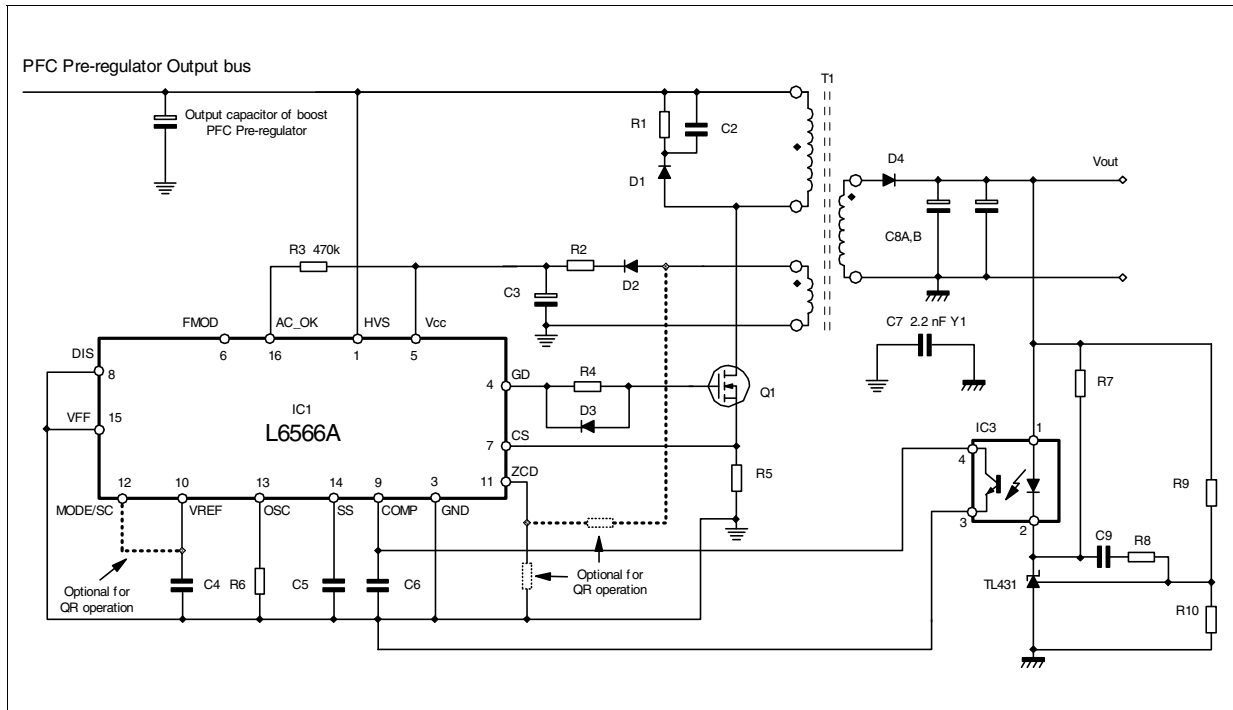 PFC Pre-regulator Output bus
T1
Output capacitor of boost
PFC Pre-regulator
R1
C2
D1
D4
Vout
C8A,B
R3 470k
R2
D2
C3
C7 2.2 nF Y1
FMOD
AC_OK
HVS
Vcc
6
16
1
5
DIS
8
VFF
15
IC1
L6566A
4
GD
R4
D3
Q1
7
CS
11
ZCD
R5
12
10
13
14
9
3
MODE/SC
VREF
OSC
SS
COMP
GND
Optional for
QR operation
C4
R6
C5
C6
Optional for
QR operation
R7
IC3
1
4
3
2
R9
C9
R8
TL431
R10